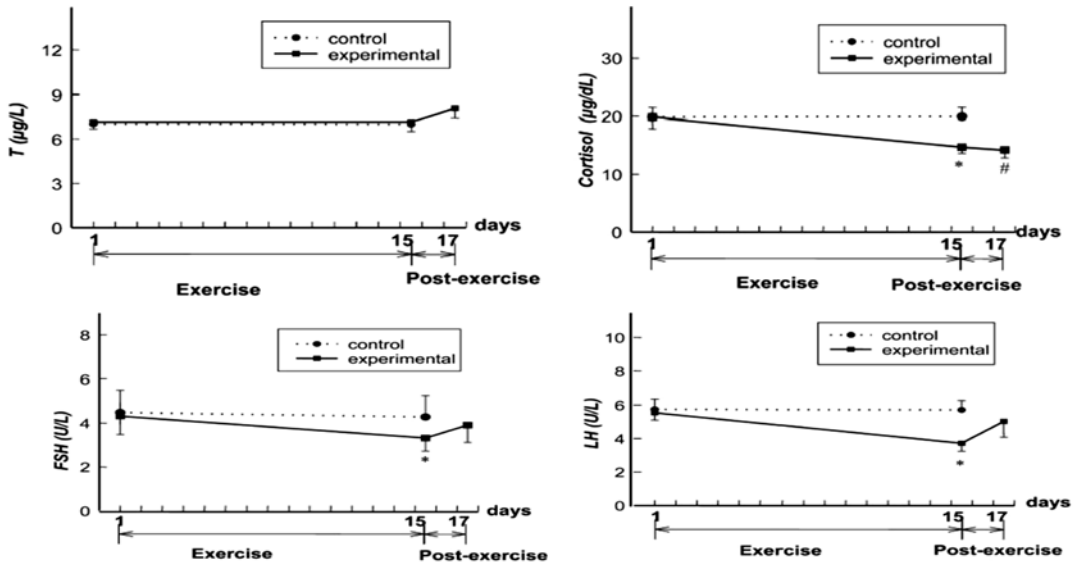 control
experimental
T (µg/L)
12
9
6
3
0
1
15
17
days
Exercise
Post-exercise
control
experimental
Cortisol (µg/dL)
30
20
10
0
*
#
1
15
17
days
Exercise
Post-exercise
control
experimental
FSH (U/L)
8
6
4
2
0
*
1
15
17
days
Exercise
Post-exercise
control
experimental
LH (U/L)
10
8
6
4
2
0
*
1
15
17
days
Exercise
Post-exercise